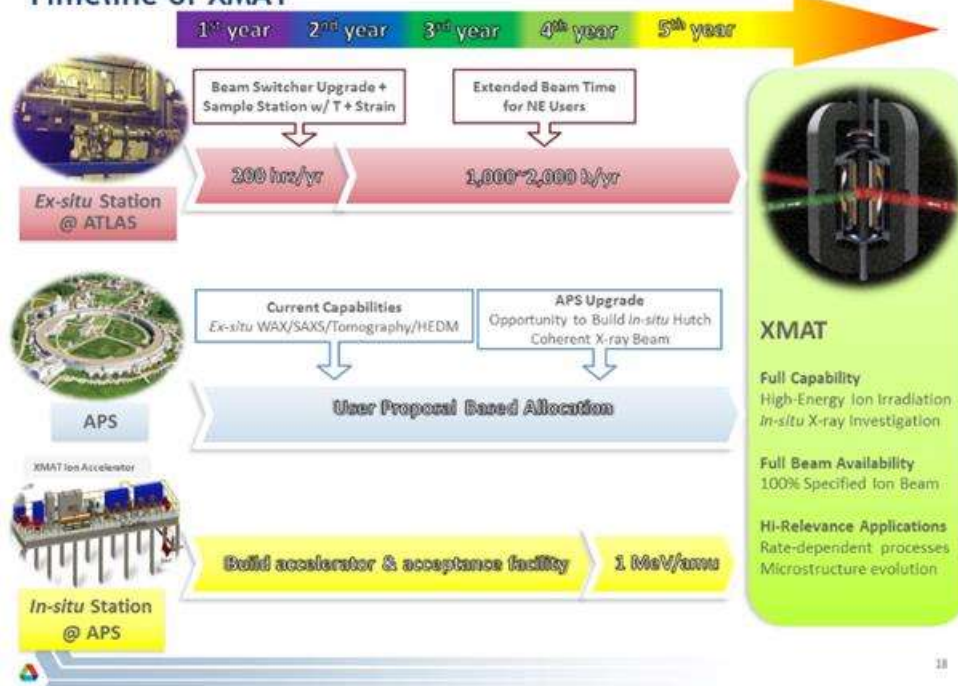 Timeline of XMAT
1st year 2nd year 3rd year 4th year 5th year
Beam Switcher Upgrade +
Sample Station w/ T + Strain
Extended Beam Time
for NE Users
200 hrs/yr
1,000~2,000 h/yr
Ex-situ Station
@ ATLAS
Current Capabilities
Ex-situ WAX/SAXS/Tomography/HEDM
APS Upgrade
Opportunity to Build In-situ Hutch
Coherent X-ray Beam
User Proposal Based Allocation
APS
XMAT Ion Accelerator
Build accelerator & acceptance facility
1 MeV/amu
In-situ Station
@ APS
XMAT
Full Capability
High-Energy Ion Irradiation
In-situ X-ray Investigation
Full Beam Availability
100% Specified Ion Beam
Hi-Relevance Applications
Rate-dependent processes
Microstructure evolution
18